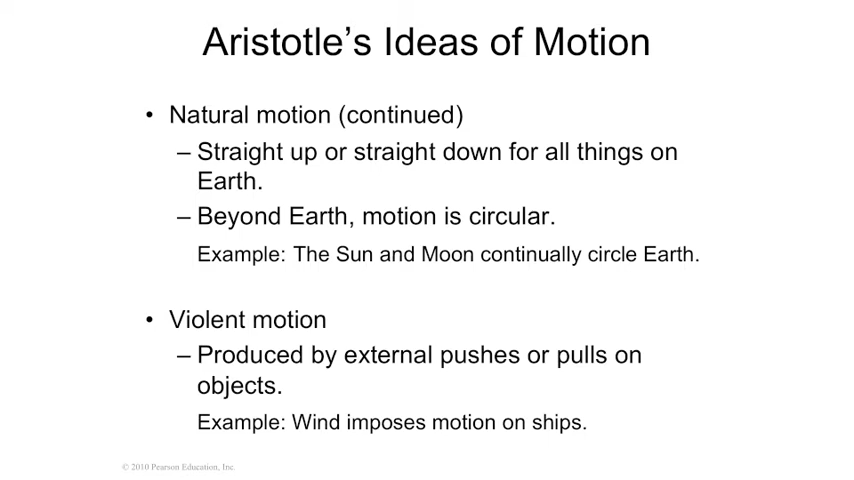 Aristotle’s Ideas of Motion
• Natural motion (continued)
– Straight up or straight down for all things on
Earth.
– Beyond Earth, motion is circular.
Example: The Sun and Moon continually circle Earth.
• Violent motion
– Produced by external pushes or pulls on
objects.
Example: Wind imposes motion on ships.
© 2010 Pearson Education, Inc.